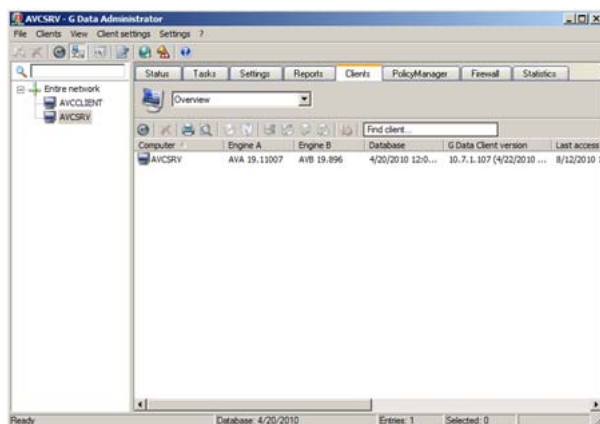 AVCSRV - G Data Administrator
File Clients View Client settings Settings ?
Status Tasks Settings Reports Clients PolicyManager Firewall Statistics
Entire network
AVCCLIENT
AVCSRV
Overview
Find client...
Computer Engine A Engine B Database G Data Client version Last access
AVCSRV AVA 19.11007 AVB 19.896 4/20/2010 12:0... 10.7.1.107 (4/22/2010 ... 8/12/2010
Ready Database: 4/20/2010 Entries: 1 Selected: 0